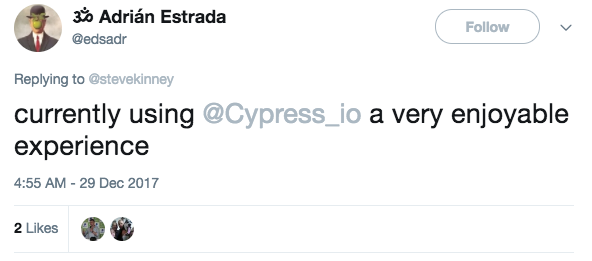 ॐ Adrián Estrada
@edsadr
Follow
Replying to @stevekinney
currently using @Cypress_io a very enjoyable
experience
4:55 AM - 29 Dec 2017
2 Likes